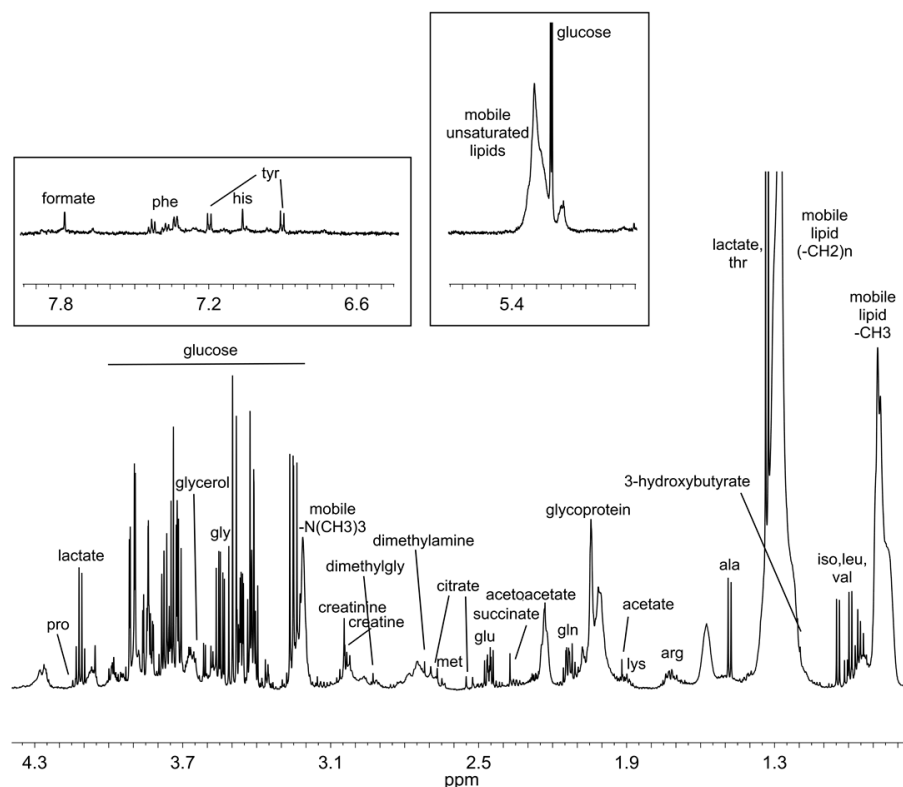 glucose
mobile
unsaturated
lipids
5.4
formate
phe
his
tyr
7.8
7.2
6.6
lactate,
thr
mobile
lipid
(-CH2)n
mobile
lipid
-CH3
glucose
glycerol
gly
mobile
-N(CH3)3
lactate
pro
creatinine
creatine
dimethylgly
dimethylamine
citrate
met
glu
succinate
acetoacetate
gln
glycoprotein
acetate
lys
arg
3-hydroxybutyrate
ala
iso,leu,
val
4.3
3.7
3.1
2.5
1.9
1.3
ppm